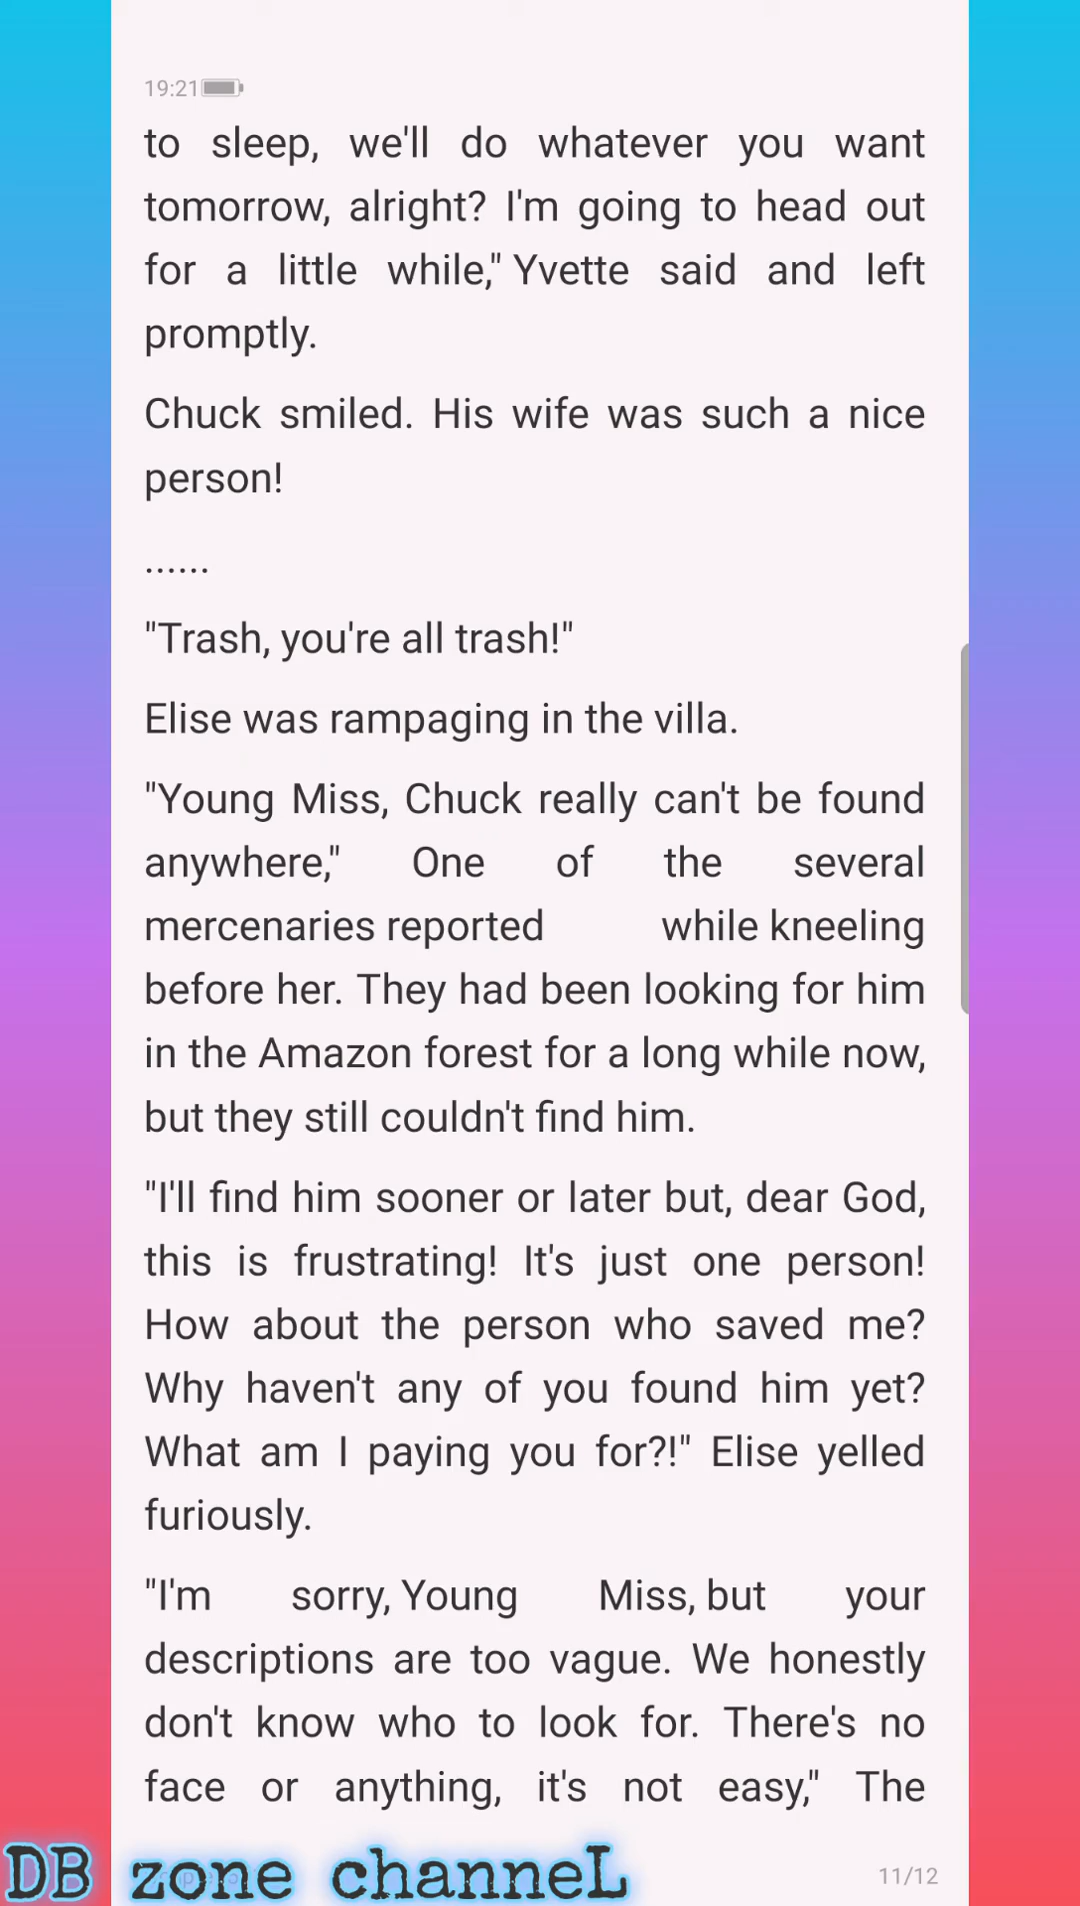 19:21
to sleep, we'll do whatever you want
tomorrow, alright? I'm going to head out
for a little while," Yvette said and left
promptly.
Chuck smiled. His wife was such a nice
person!
......
"Trash, you're all trash!"
Elise was rampaging in the villa.
"Young Miss, Chuck really can't be found
anywhere," One of the several
mercenaries reported while kneeling
before her. They had been looking for him
in the Amazon forest for a long while now,
but they still couldn't find him.
"I'll find him sooner or later but, dear God,
this is frustrating! It's just one person!
How about the person who saved me?
Why haven't any of you found him yet?
What am I paying you for?!" Elise yelled
furiously.
"I'm sorry, Young Miss, but your
descriptions are too vague. We honestly
don't know who to look for. There's no
face or anything, it's not easy," The
DB zone channeL
11/12